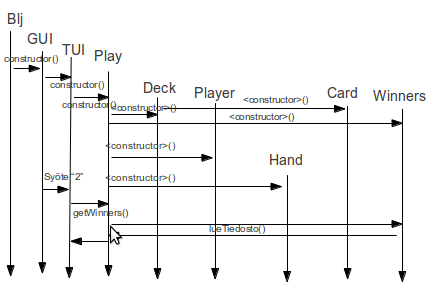 Blj
GUI
TUI
Play
Deck
Player
Card
Winners
constructor()
constructor()
constructor()
<constructor>()
<constructor>()
<constructor>()
<constructor>()
Hand
Syöte "2"
<constructor>()
getWinners()
lueTiedosto()